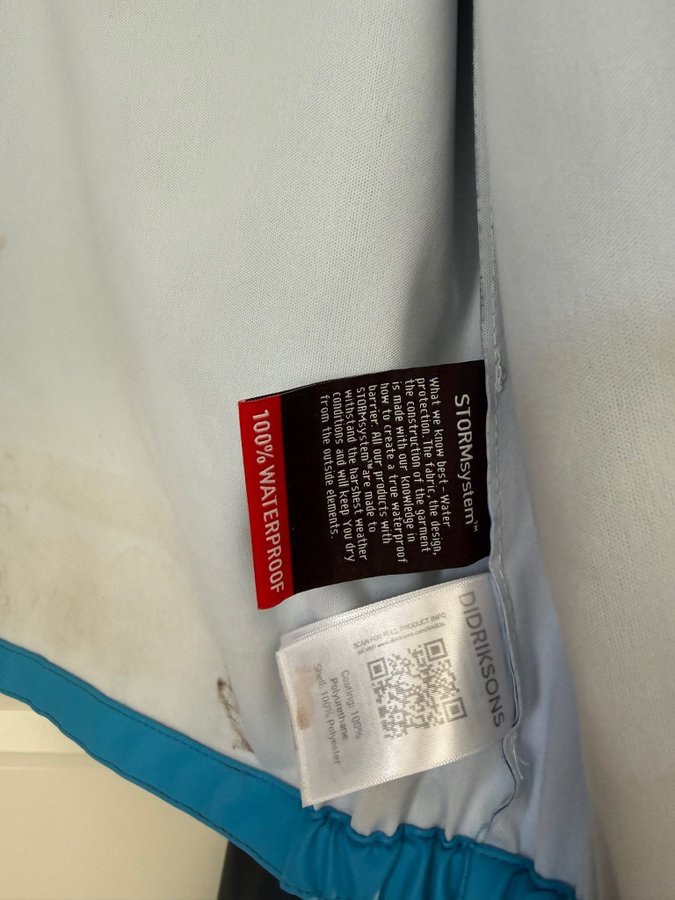 STORMsystem™
What we know best - Water
protection. The fabric, the design,
the construction of the garment
is made with our knowledge in
how to create a true waterproof
barrier. All our products with
STORMsystem™ are made to
withstand the harshest weather
conditions and will keep you dry
from the outside elements.
100% WATERPROOF
DIDRIKSONS
SCAN FOR FULL PRODUCT INFO
Coating: 100%
Polyurethane
Shell: 100% Polyester